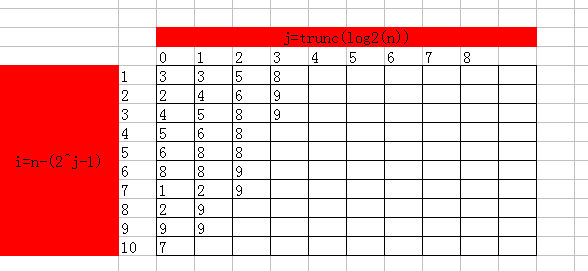 j=trunc(log2(n))
0 1 2 3 4 5 6 7 8
1 3 3 5 8
2 2 4 6 9
3 4 5 8 9
4 5 6 8
5 6 8 8
i=n-(2^j-1)
6 8 8 9
7 1 2 9
8 2 9
9 9 9
10 7